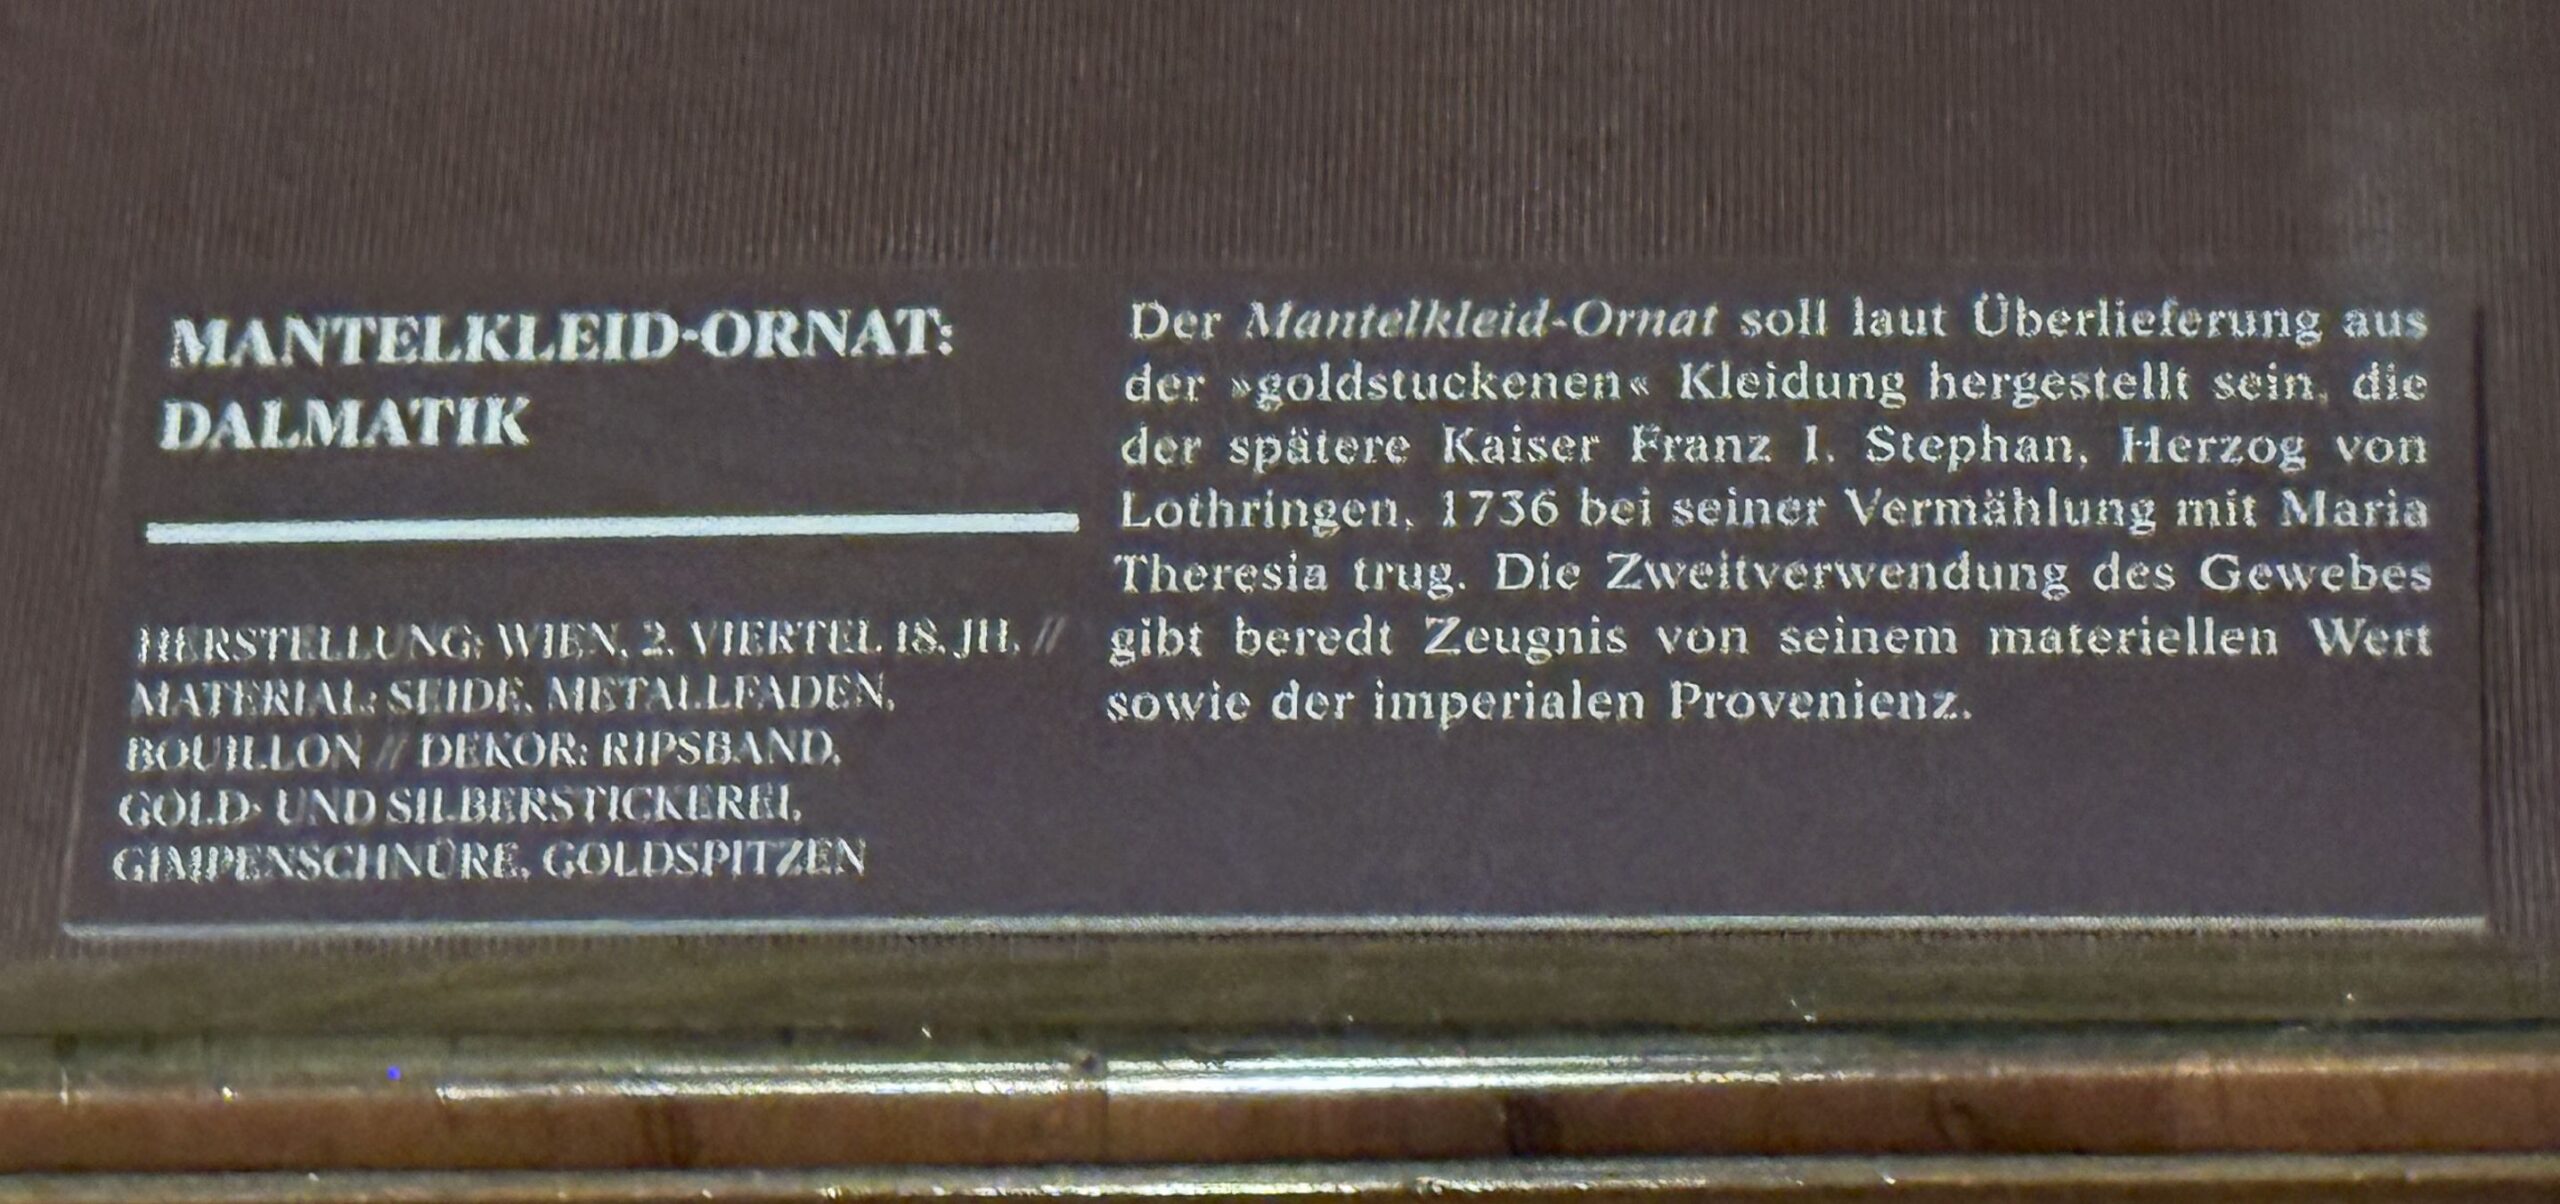 MANTELKLEID-ORNAT:
DALMATIK
HERSTELLUNG: WIEN, 2. VIERTEL 18. JH. //
MATERIAL: SEIDE, METALLFADEN,
BOUILLON // DEKOR: RIPSBAND,
GOLD- UND SILBERSTICKEREI,
GIMPENSCHNÜRE, GOLDSPITZEN
Der Mantelkleid-Ornat soll laut Überlieferung aus
der »goldstuckenen« Kleidung hergestellt sein, die
der spätere Kaiser Franz I. Stephan, Herzog von
Lothringen, 1736 bei seiner Vermählung mit Maria
Theresia trug. Die Zweitverwendung des Gewebes
gibt beredt Zeugnis von seinem materiellen Wert
sowie der imperialen Provenienz.